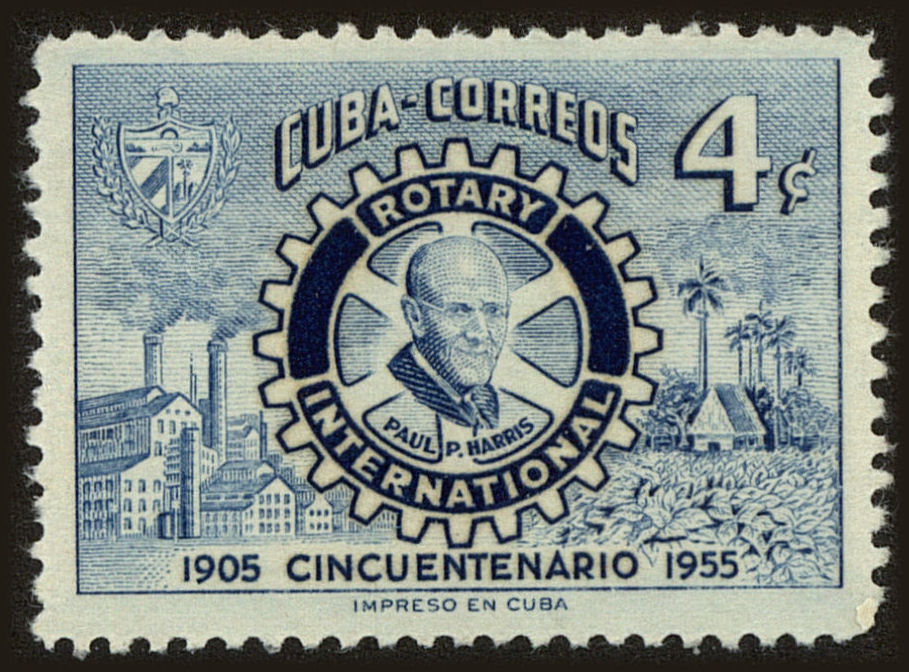 CUBA-CORREOS
4¢
ROTARY
PAUL P. HARRIS
INTERNATIONAL
1905 CINCUENTENARIO 1955
IMPRESO EN CUBA